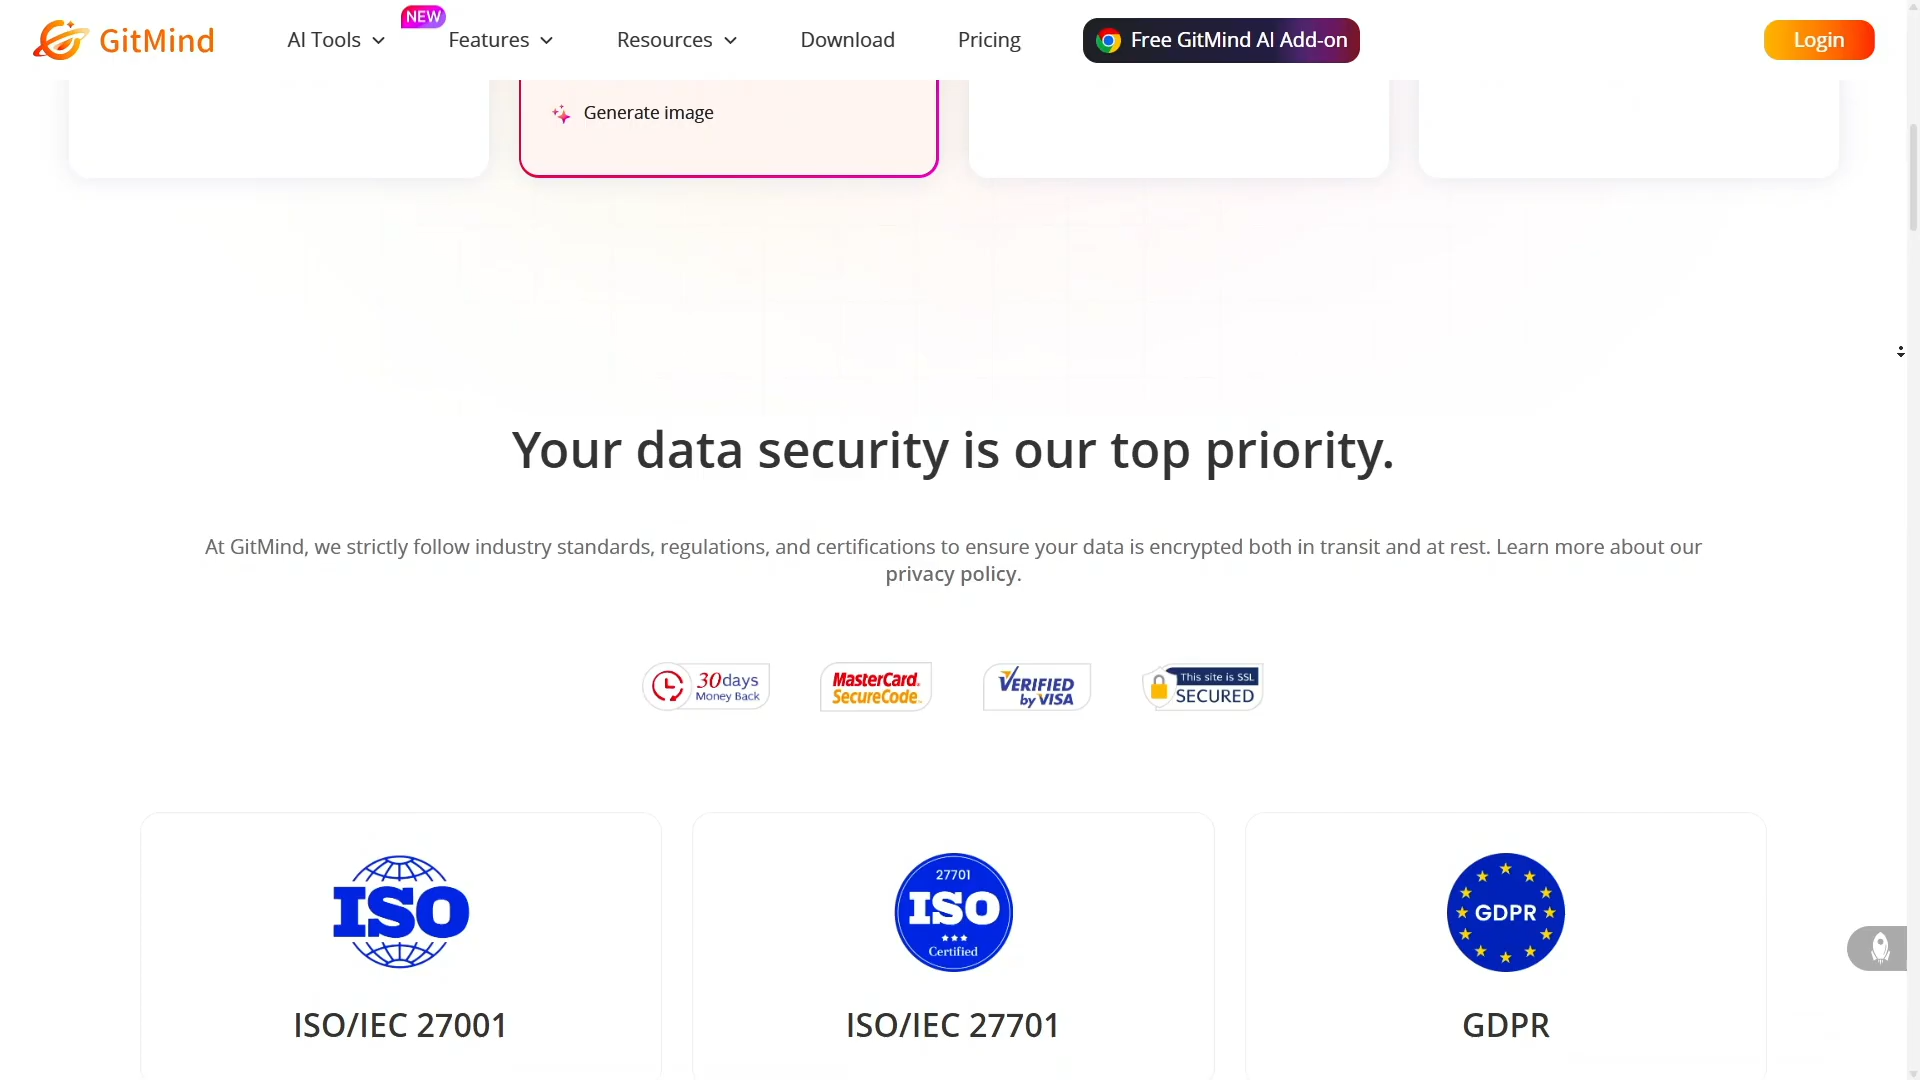 GitMind
AI Tools
NEW
Features
Resources
Download
Pricing
Free GitMind AI Add-on
Login
Generate image
Your data security is our top priority.
At GitMind, we strictly follow industry standards, regulations, and certifications to ensure your data is encrypted both in transit and at rest. Learn more about our
privacy policy.
30days
Money Back
MasterCard.
SecureCode
VERIFIED
by VISA
This site is SSL
SECURED
ISO
27701
ISO
Certified
GDPR
ISO/IEC 27001
ISO/IEC 27701
GDPR